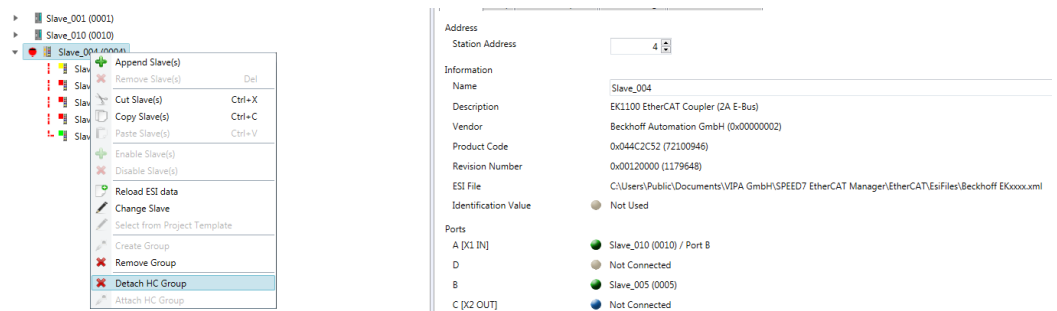 Slave_001 (0001)
Slave_010 (0010)
Slave_004 (0004)
Slav
Slav
Slav
Slav
Slav
Append Slave(s)
Remove Slave(s) Del
Cut Slave(s) Ctrl+X
Copy Slave(s) Ctrl+C
Paste Slave(s) Ctrl+V
Enable Slave(s)
Disable Slave(s)
Reload ESI data
Change Slave
Select from Project Template
Create Group
Remove Group
Detach HC Group
Attach HC Group
Address
Station Address 4
Information
Name Slave_004
Description EK1100 EtherCAT Coupler (2A E-Bus)
Vendor Beckhoff Automation GmbH (0x00000002)
Product Code 0x044C2C52 (72100946)
Revision Number 0x00120000 (1179648)
ESI File C:\Users\Public\Documents\VIPA GmbH\SPEED7 EtherCAT Manager\EtherCAT\EsiFiles\Beckhoff EKxxxx.xml
Identification Value Not Used
Ports
A [X1 IN] Slave_010 (0010) / Port B
D Not Connected
B Slave_005 (0005)
C [X2 OUT] Not Connected